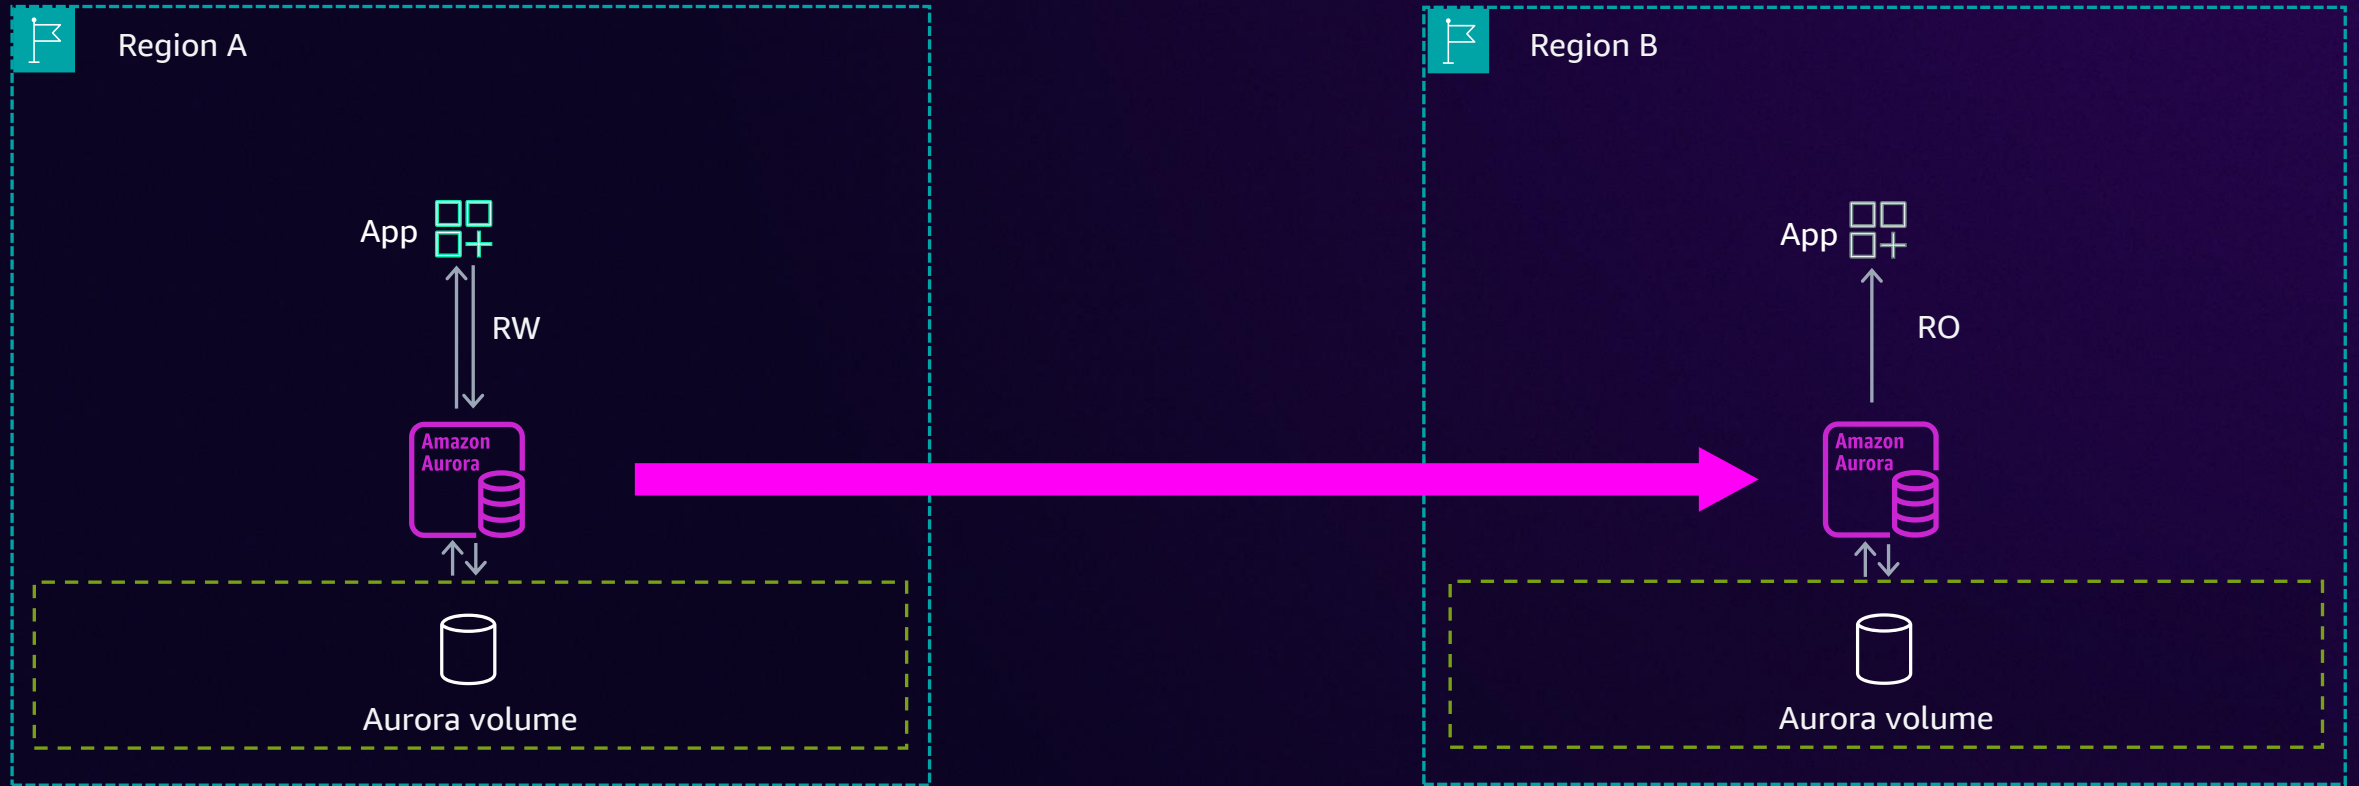 Region A
App
RW
Amazon
Aurora
Aurora volume
Region B
App
RO
Amazon
Aurora
Aurora volume